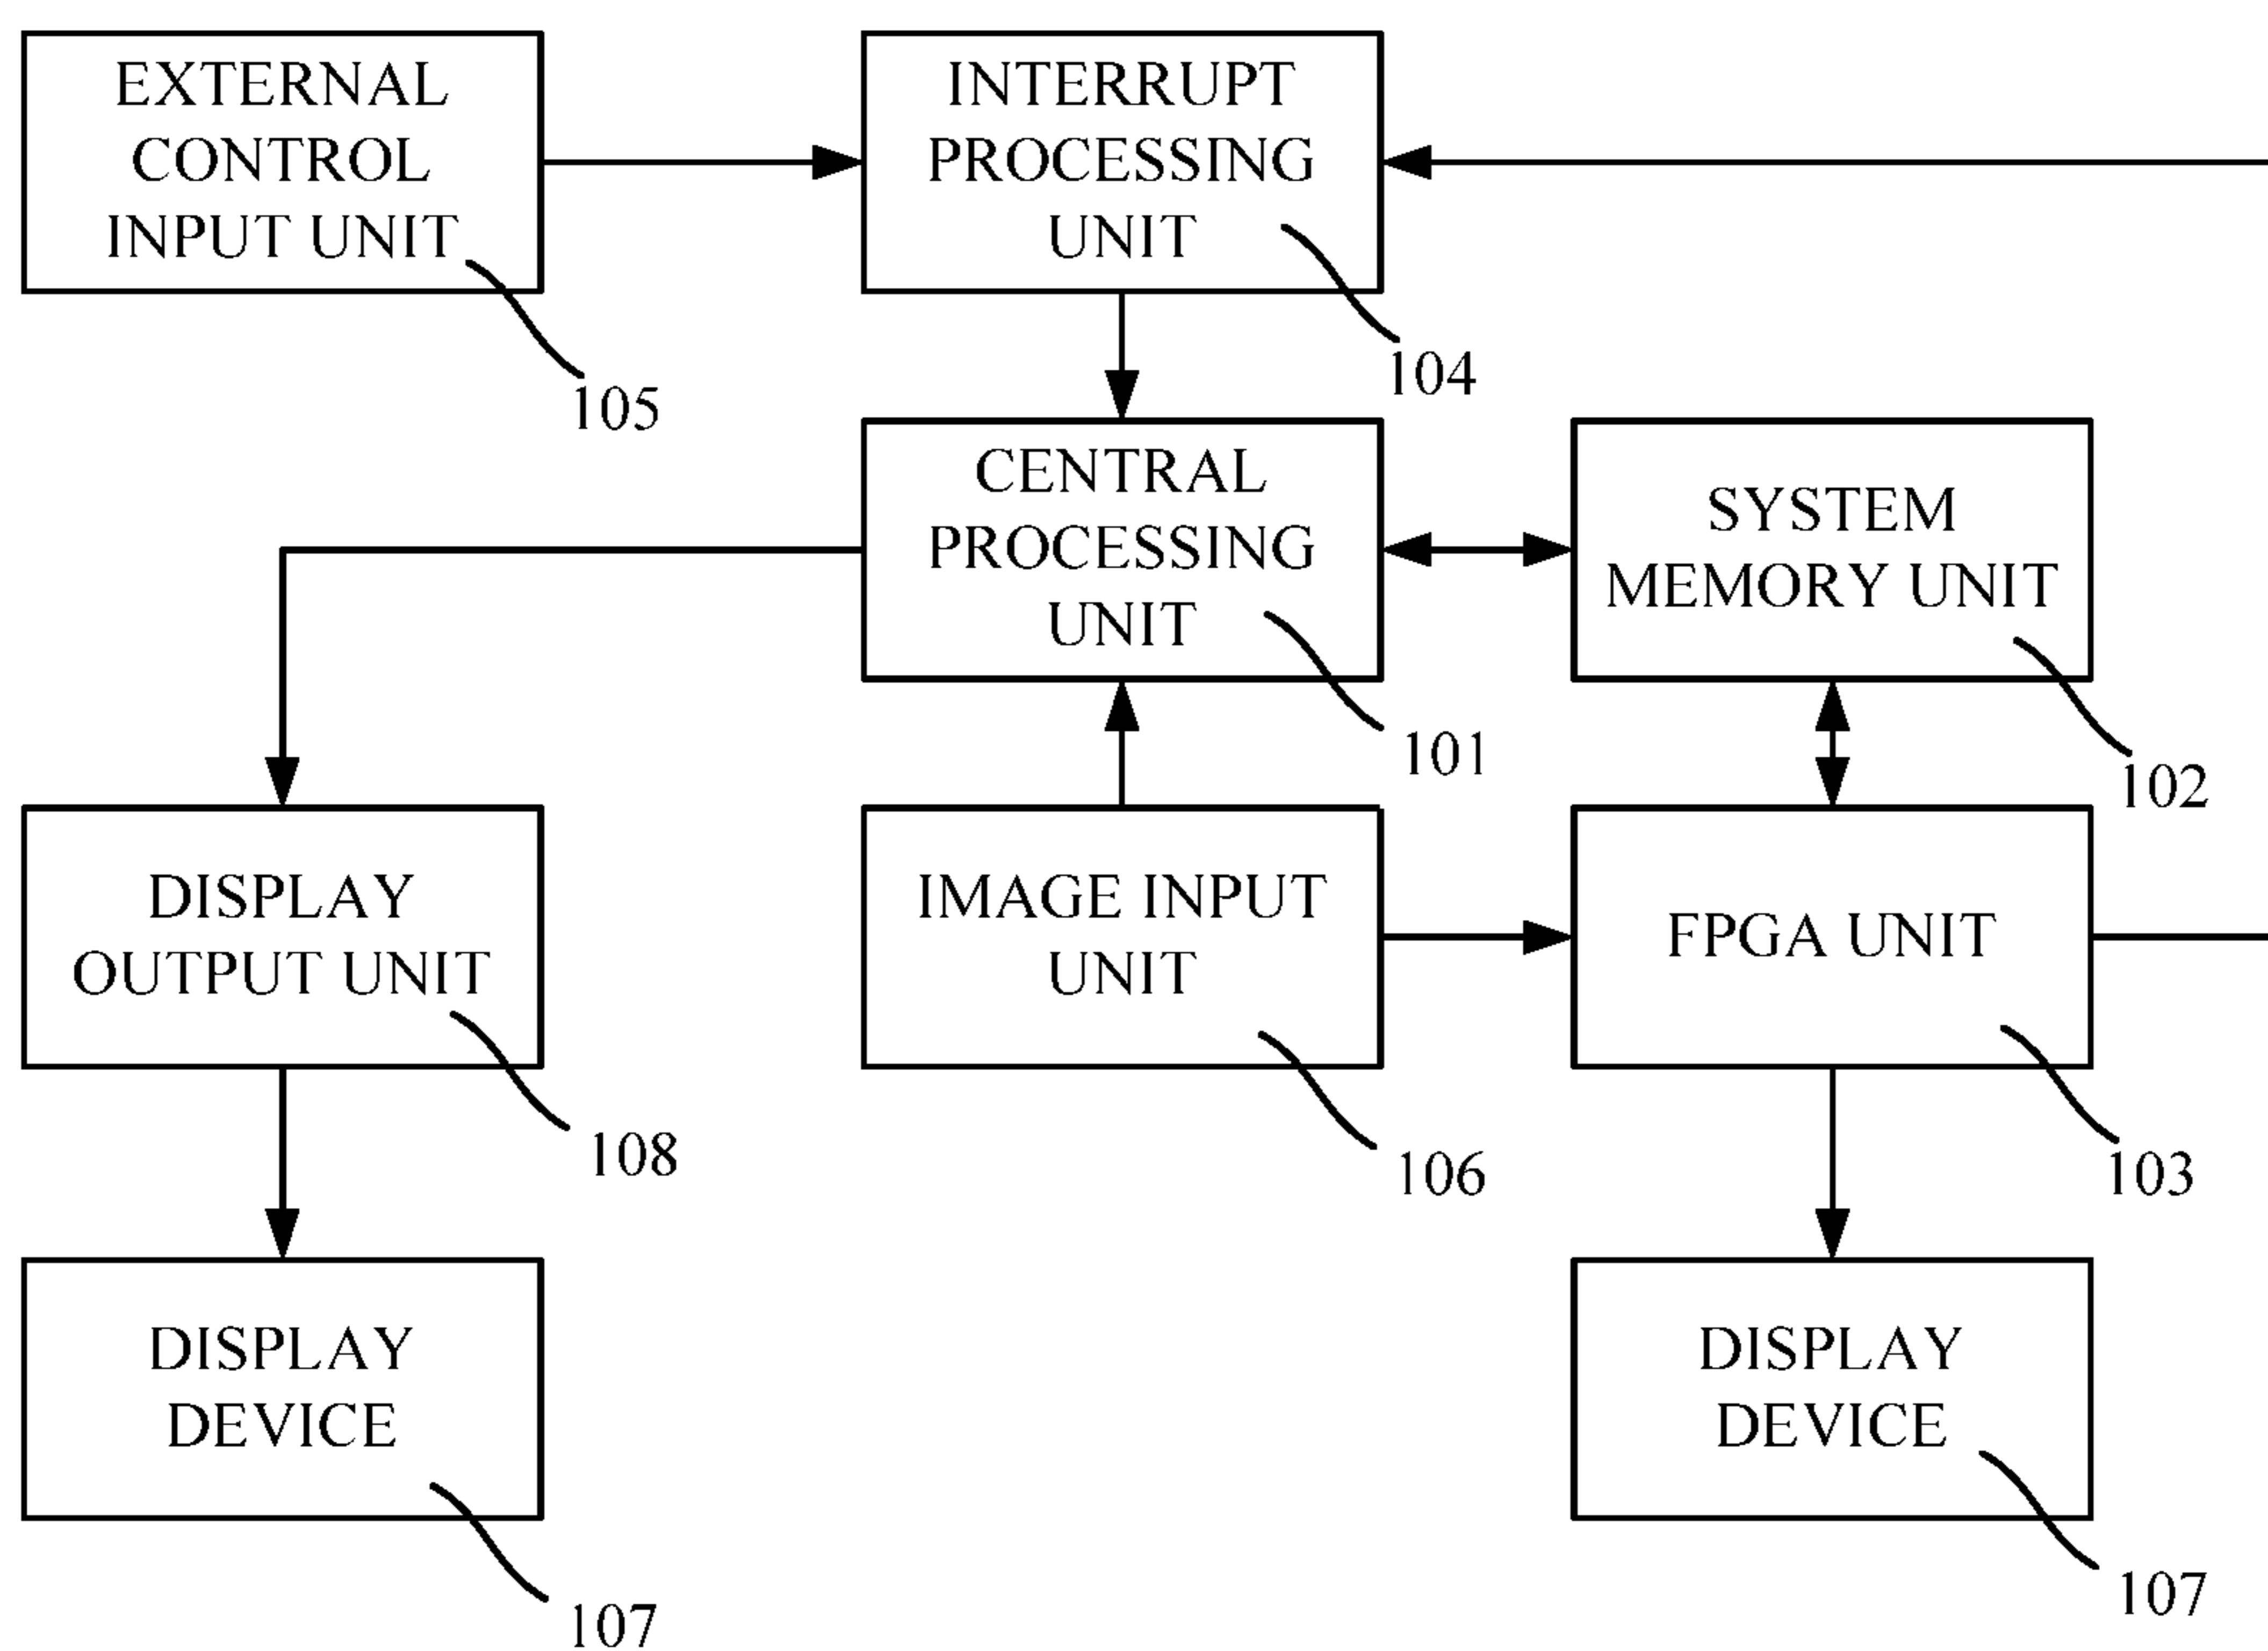 EXTERNAL
CONTROL
INPUT UNIT
105
INTERRUPT
PROCESSING
UNIT
104
CENTRAL
PROCESSING
UNIT
101
SYSTEM
MEMORY UNIT
102
DISPLAY
OUTPUT UNIT
108
IMAGE INPUT
UNIT
106
FPGA UNIT
103
DISPLAY
DEVICE
107
DISPLAY
DEVICE
107